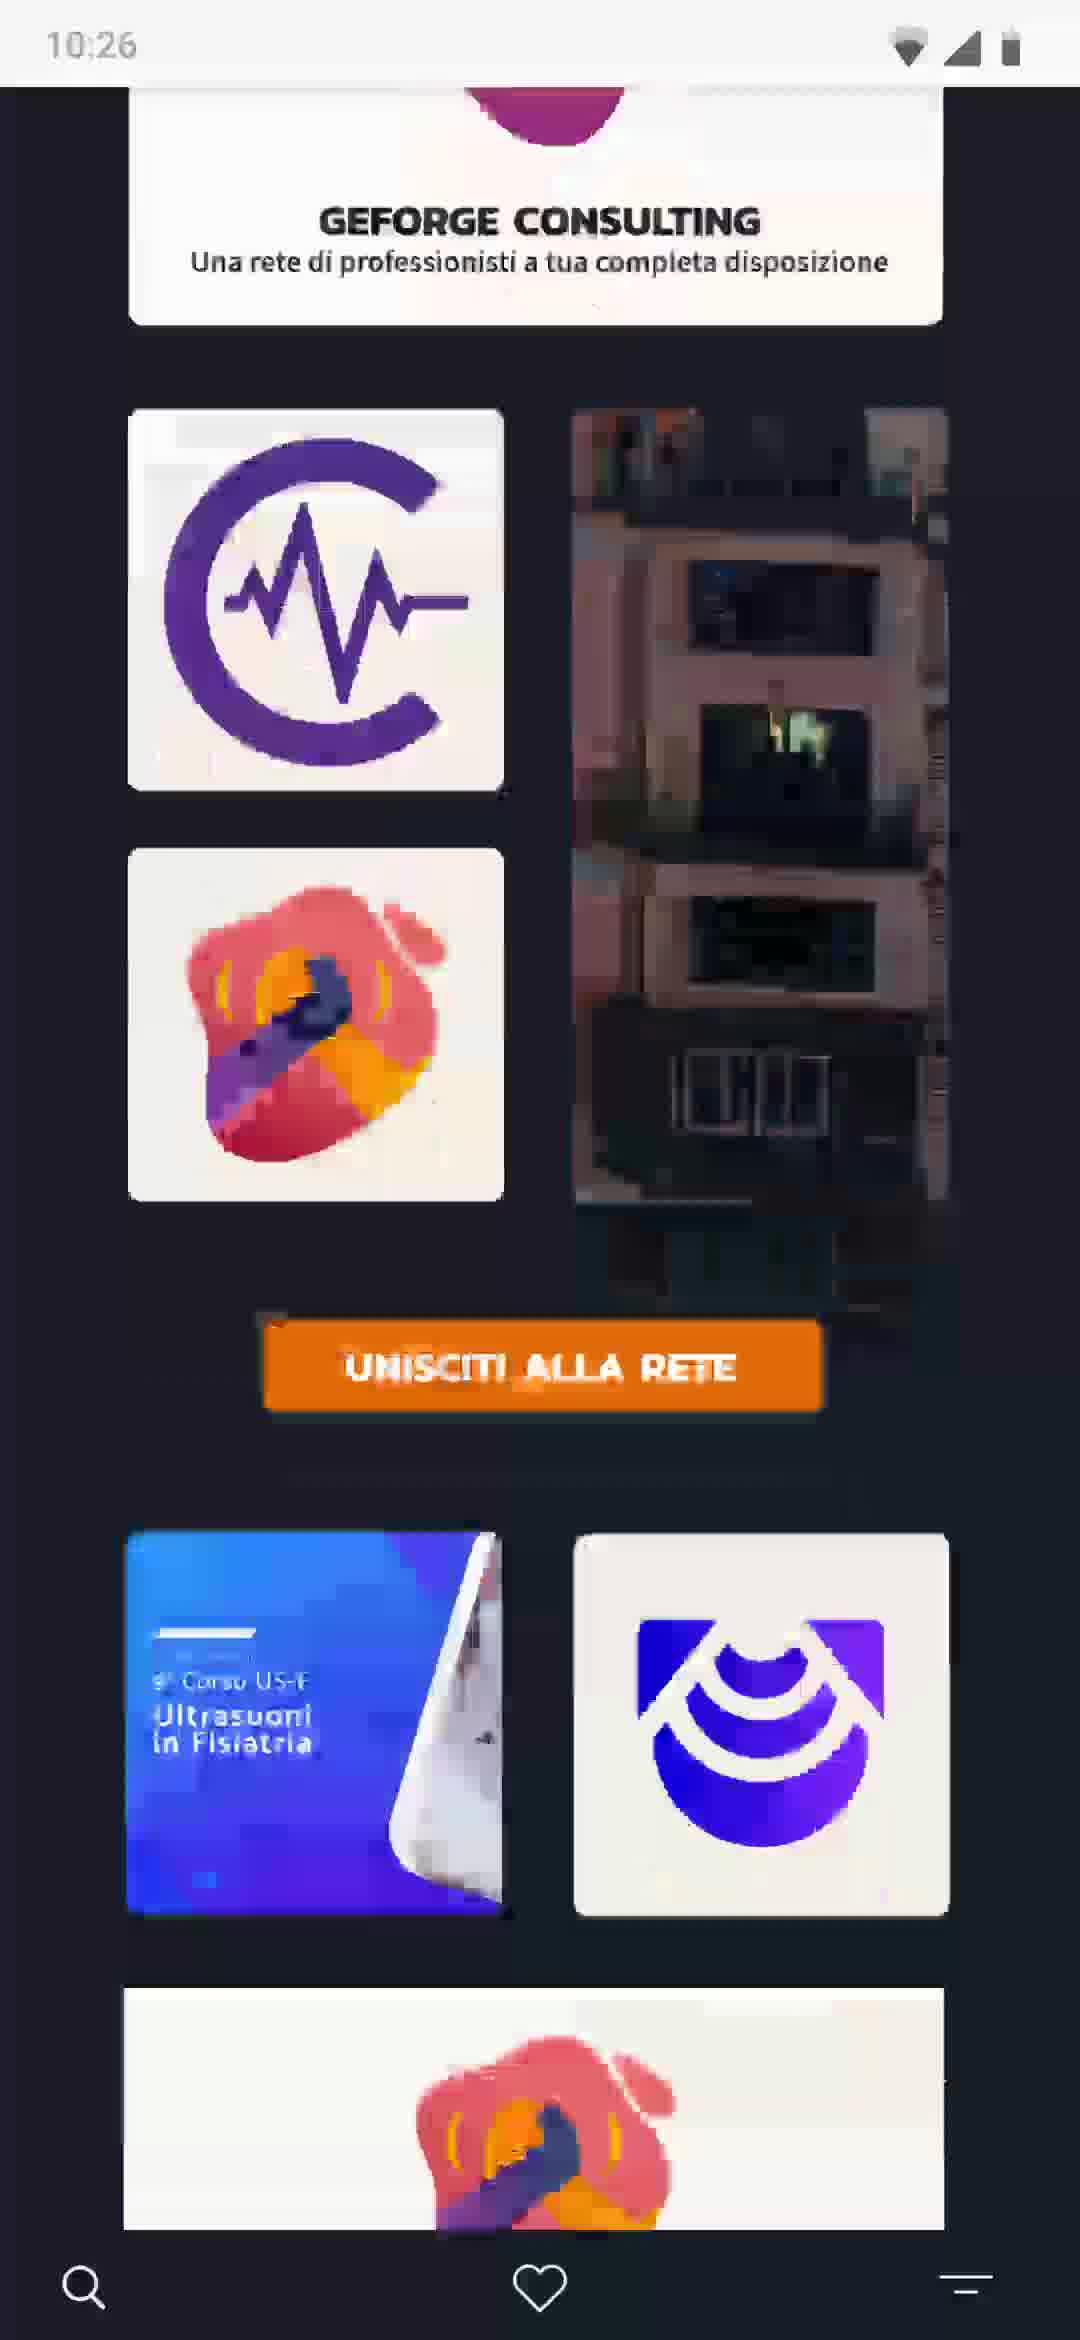 10:26
GEFORGE CONSULTING
Una rete di professionisti a tua completa disposizione
UNISCITI ALLA RETE
9° Corso US-F
Ultrasuoni
in Fisiatria